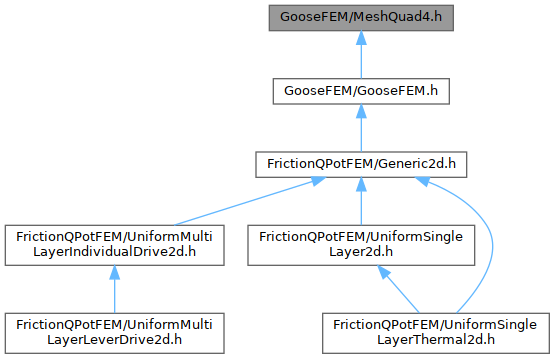 GooseFEM/MeshQuad4.h
GooseFEM/GooseFEM.h
FrictionQPotFEM/Generic2d.h
FrictionQPotFEM/UniformMulti
LayerIndividualDrive2d.h
FrictionQPotFEM/UniformSingle
Layer2d.h
FrictionQPotFEM/UniformMulti
LayerLeverDrive2d.h
FrictionQPotFEM/UniformSingle
LayerThermal2d.h